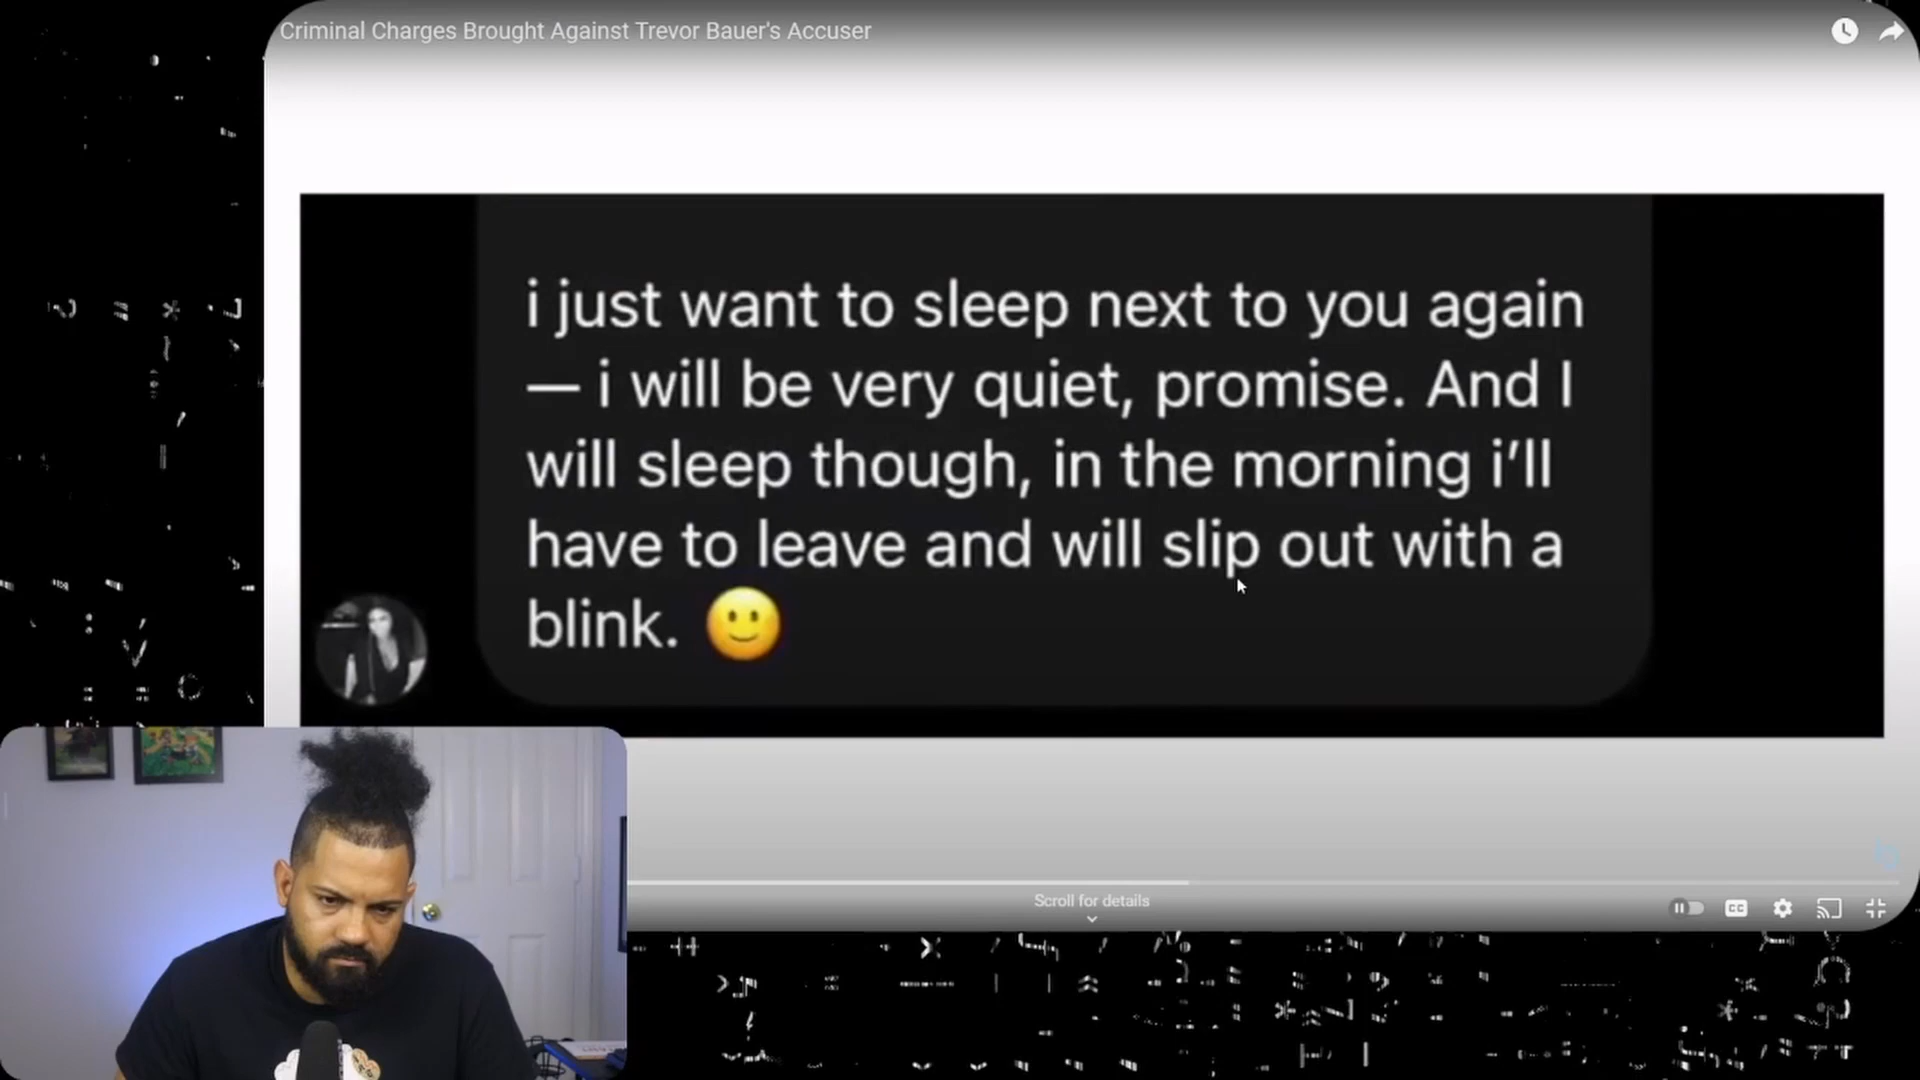 Criminal Charges Brought Against Trevor Bauer's Accuser
i just want to sleep next to you again
— i will be very quiet, promise. And I
will sleep though, in the morning i’ll
have to leave and will slip out with a
blink. 🙂
Scroll for details
CC